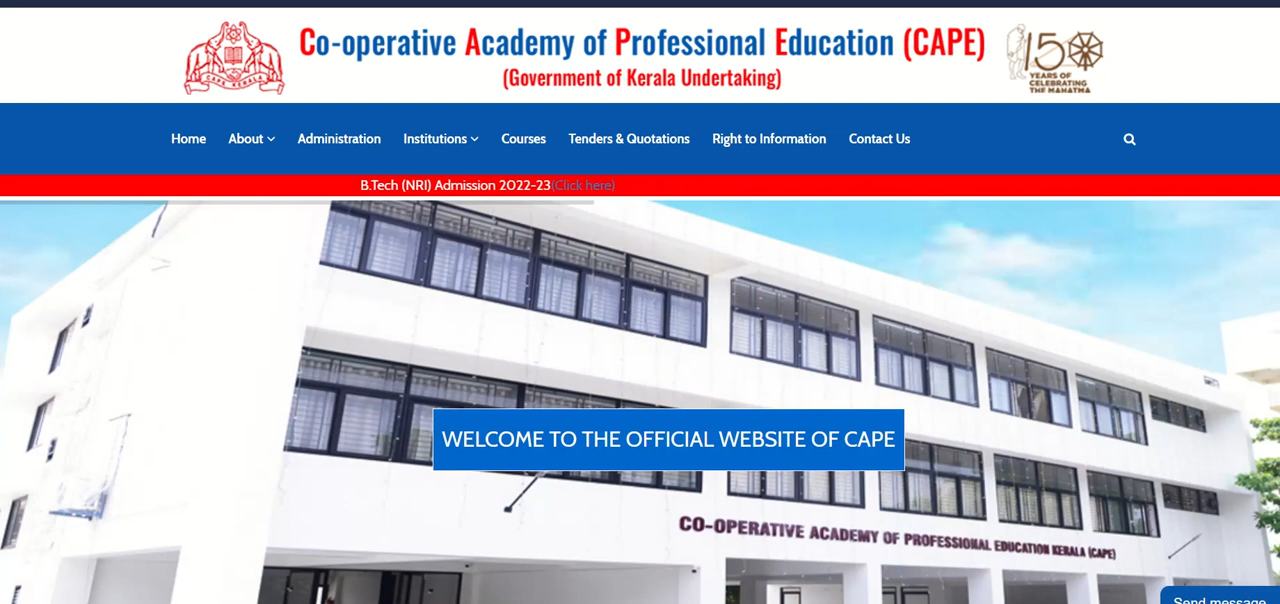 Co-operative Academy of Professional Education (CAPE)
(Government of Kerala Undertaking)
CAPE KERALA
150
YEARS OF
CELEBRATING
THE MAHATMA
Home About Administration Institutions Courses Tenders & Quotations Right to Information Contact Us
B.Tech (NRI) Admission 2022-23(Click here)
WELCOME TO THE OFFICIAL WEBSITE OF CAPE
CO-OPERATIVE ACADEMY OF PROFESSIONAL EDUCATION KERALA (CAPE)
Send message